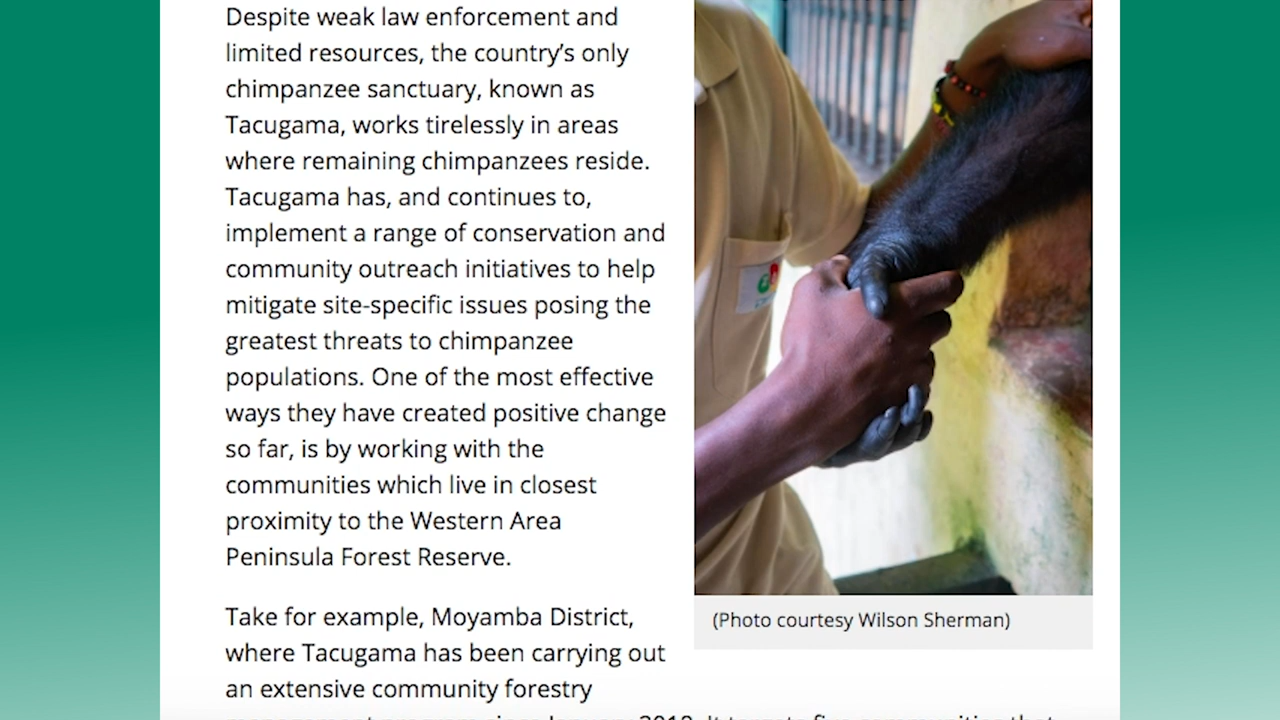 Despite weak law enforcement and
limited resources, the country’s only
chimpanzee sanctuary, known as
Tacugama, works tirelessly in areas
where remaining chimpanzees reside.
Tacugama has, and continues to,
implement a range of conservation and
community outreach initiatives to help
mitigate site-specific issues posing the
greatest threats to chimpanzee
populations. One of the most effective
ways they have created positive change
so far, is by working with the
communities which live in closest
proximity to the Western Area
Peninsula Forest Reserve.
Take for example, Moyamba District,
where Tacugama has been carrying out
an extensive community forestry
(Photo courtesy Wilson Sherman)